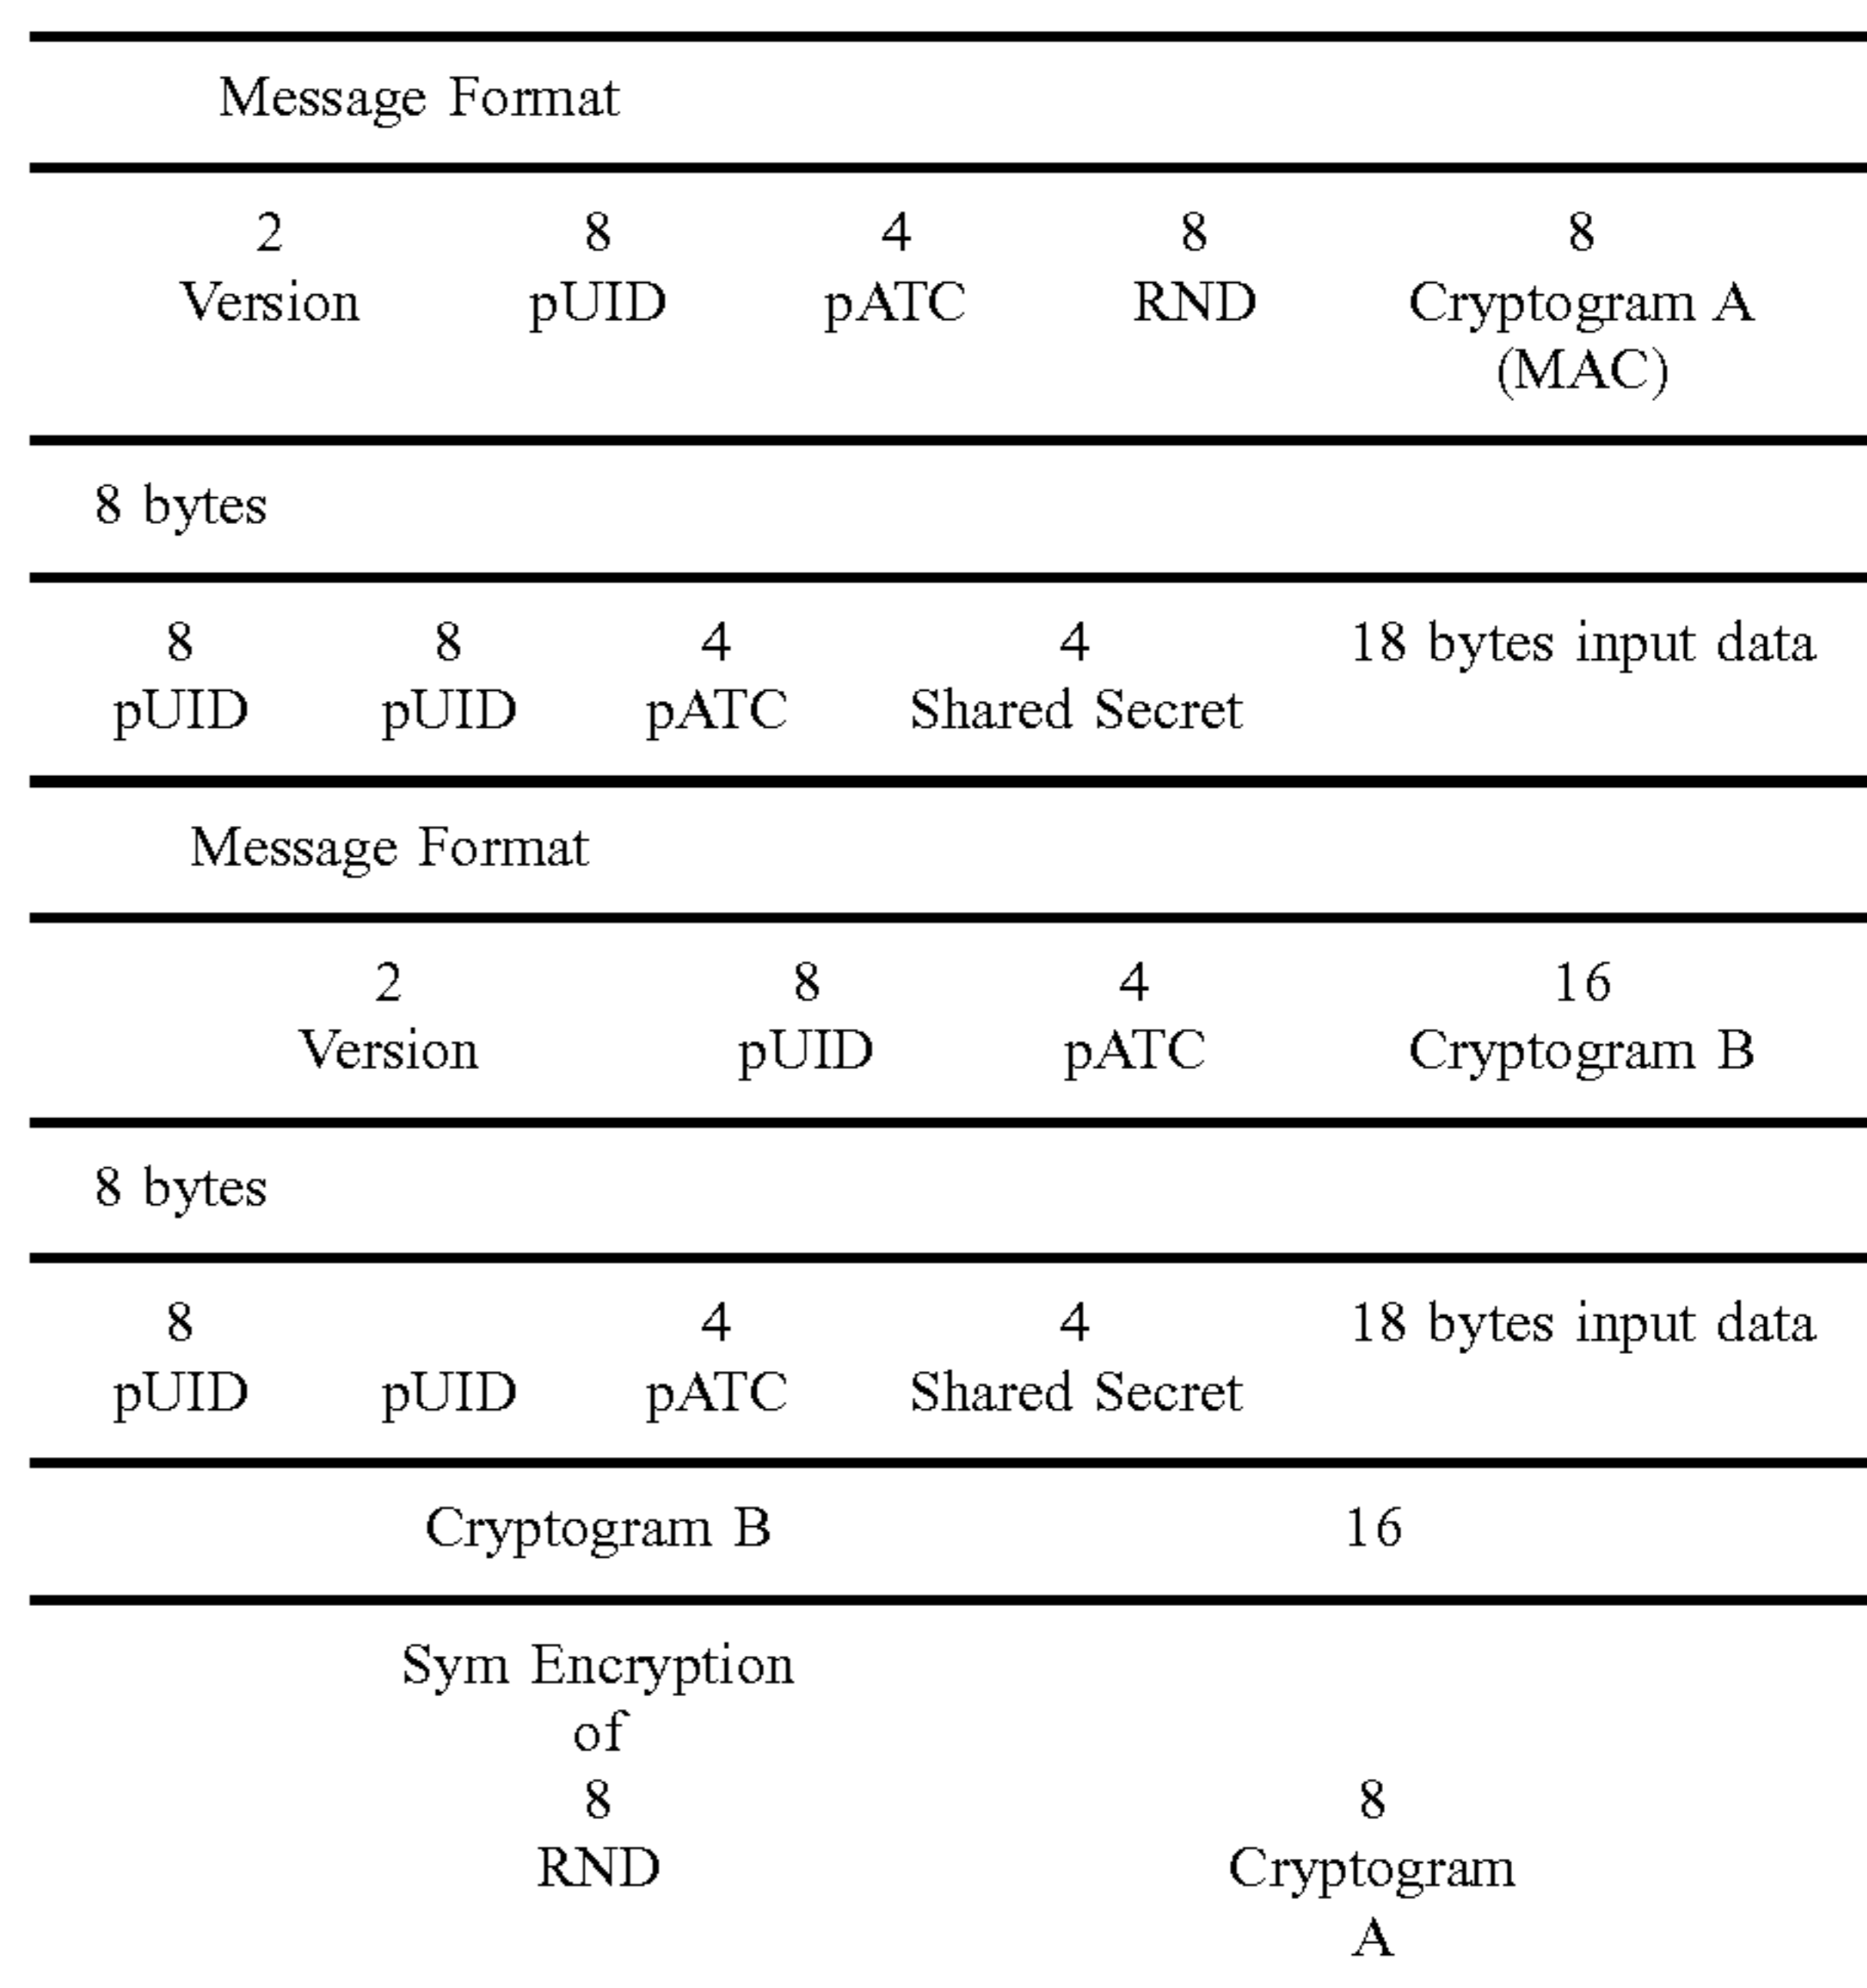 Message Format
2 8 4 8 8
Version pUID pATC RND Cryptogram A
(MAC)
8 bytes
8 8 4 4 18 bytes input data
pUID pUID pATC Shared Secret
Message Format
2 8 4 16
Version pUID pATC Cryptogram B
8 bytes
8 4 4 18 bytes input data
pUID pUID pATC Shared Secret
Cryptogram B 16
Sym Encryption
of
8 8
RND Cryptogram
A